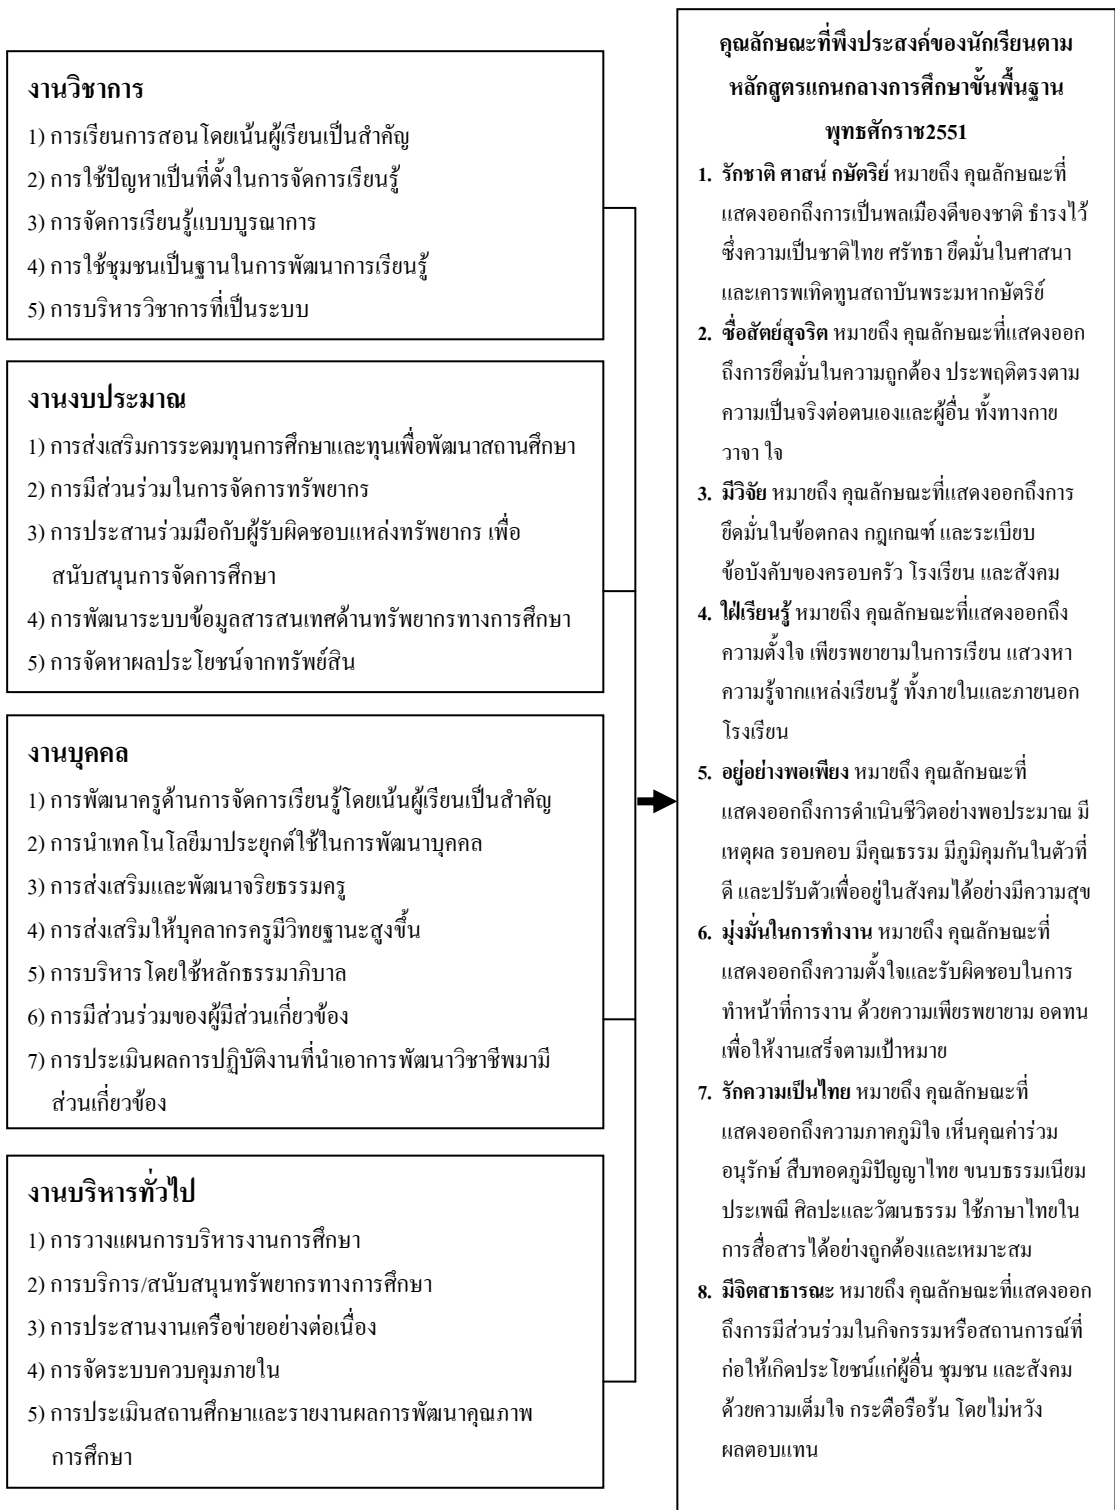 งานวิชาการ
1) การเรียนการสอนโดยเน้นผู้เรียนเป็นสำคัญ
2) การใช้ปัญหาเป็นที่ตั้งในการจัดการเรียนรู้
3) การจัดการเรียนรู้แบบบูรณาการ
4) การใช้ชุมชนเป็นฐานในการพัฒนาการเรียนรู้
5) การบริหารวิชาการที่เป็นระบบ
งานงบประมาณ
1) การส่งเสริมการระดมทุนการศึกษาและทุนเพื่อพัฒนาสถานศึกษา
2) การมีส่วนร่วมในการจัดการทรัพยากร
3) การประสานร่วมมือกับผู้รับผิดชอบแหล่งทรัพยากร เพื่อ
สนับสนุนการจัดการศึกษา
4) การพัฒนาระบบข้อมูลสารสนเทศด้านทรัพยากรทางการศึกษา
5) การจัดหาผลประโยชน์จากทรัพย์สิน
งานบุคคล
1) การพัฒนาครูด้านการจัดการเรียนรู้โดยเน้นผู้เรียนเป็นสำคัญ
2) การนำเทคโนโลยีมาประยุกต์ใช้ในการพัฒนาบุคคล
3) การส่งเสริมและพัฒนาจริยธรรมครู
4) การส่งเสริมให้บุคลากรครูมีวิทยฐานะสูงขึ้น
5) การบริหารโดยใช้หลักธรรมาภิบาล
6) การมีส่วนร่วมของผู้มีส่วนเกี่ยวข้อง
7) การประเมินผลการปฏิบัติงานที่นำเอาการพัฒนาวิชาชีพมามี
ส่วนเกี่ยวข้อง
งานบริหารทั่วไป
1) การวางแผนการบริหารงานการศึกษา
2) การบริการ/สนับสนุนทรัพยากรทางการศึกษา
3) การประสานงานเครือข่ายอย่างต่อเนื่อง
4) การจัดระบบควบคุมภายใน
5) การประเมินสถานศึกษาและรายงานผลการพัฒนาคุณภาพ
การศึกษา
คุณลักษณะที่พึงประสงค์ของนักเรียนตาม
หลักสูตรแกนกลางการศึกษาขั้นพื้นฐาน
พุทธศักราช2551
1. รักชาติ ศาสน์ กษัตริย์ หมายถึง คุณลักษณะที่
แสดงออกถึงการเป็นพลเมืองดีของชาติ ธำรงไว้
ซึ่งความเป็นชาติไทย ศรัทธา ยึดมั่นในศาสนา
และเคารพเทิดทูนสถาบันพระมหากษัตริย์
2. ซื่อสัตย์สุจริต หมายถึง คุณลักษณะที่แสดงออก
ถึงการยึดมั่นในความถูกต้อง ประพฤติตรงตาม
ความเป็นจริงต่อตนเองและผู้อื่น ทั้งทางกาย
วาจา ใจ
3. มีวิจัย หมายถึง คุณลักษณะที่แสดงออกถึงการ
ยึดมั่นในข้อตกลง กฎเกณฑ์ และระเบียบ
ข้อบังคับของครอบครัว โรงเรียน และสังคม
4. ใฝ่เรียนรู้ หมายถึง คุณลักษณะที่แสดงออกถึง
ความตั้งใจ เพียรพยายามในการเรียน แสวงหา
ความรู้จากแหล่งเรียนรู้ ทั้งภายในและภายนอก
โรงเรียน
5. อยู่อย่างพอเพียง หมายถึง คุณลักษณะที่
แสดงออกถึงการดำเนินชีวิตอย่างพอประมาณ มี
เหตุผล รอบคอบ มีคุณธรรม มีภูมิคุมกันในตัวที่
ดี และปรับตัวเพื่ออยู่ในสังคมได้อย่างมีความสุข
6. มุ่งมั่นในการทำงาน หมายถึง คุณลักษณะที่
แสดงออกถึงความตั้งใจและรับผิดชอบในการ
ทำหน้าที่การงาน ด้วยความเพียรพยายาม อดทน
เพื่อให้งานเสร็จตามเป้าหมาย
7. รักความเป็นไทย หมายถึง คุณลักษณะที่
แสดงออกถึงความภาคภูมิใจ เห็นคุณค่าร่วม
อนุรักษ์ สืบทอดภูมิปัญญาไทย ขนบธรรมเนียม
ประเพณี ศิลปะและวัฒนธรรม ใช้ภาษาไทยใน
การสื่อสารได้อย่างถูกต้องและเหมาะสม
8. มีจิตสาธารณะ หมายถึง คุณลักษณะที่แสดงออก
ถึงการมีส่วนร่วมในกิจกรรมหรือสถานการณ์ที่
ก่อให้เกิดประโยชน์แก่ผู้อื่น ชุมชน และสังคม
ด้วยความเต็มใจ กระตือรือร้น โดยไม่หวัง
ผลตอบแทน